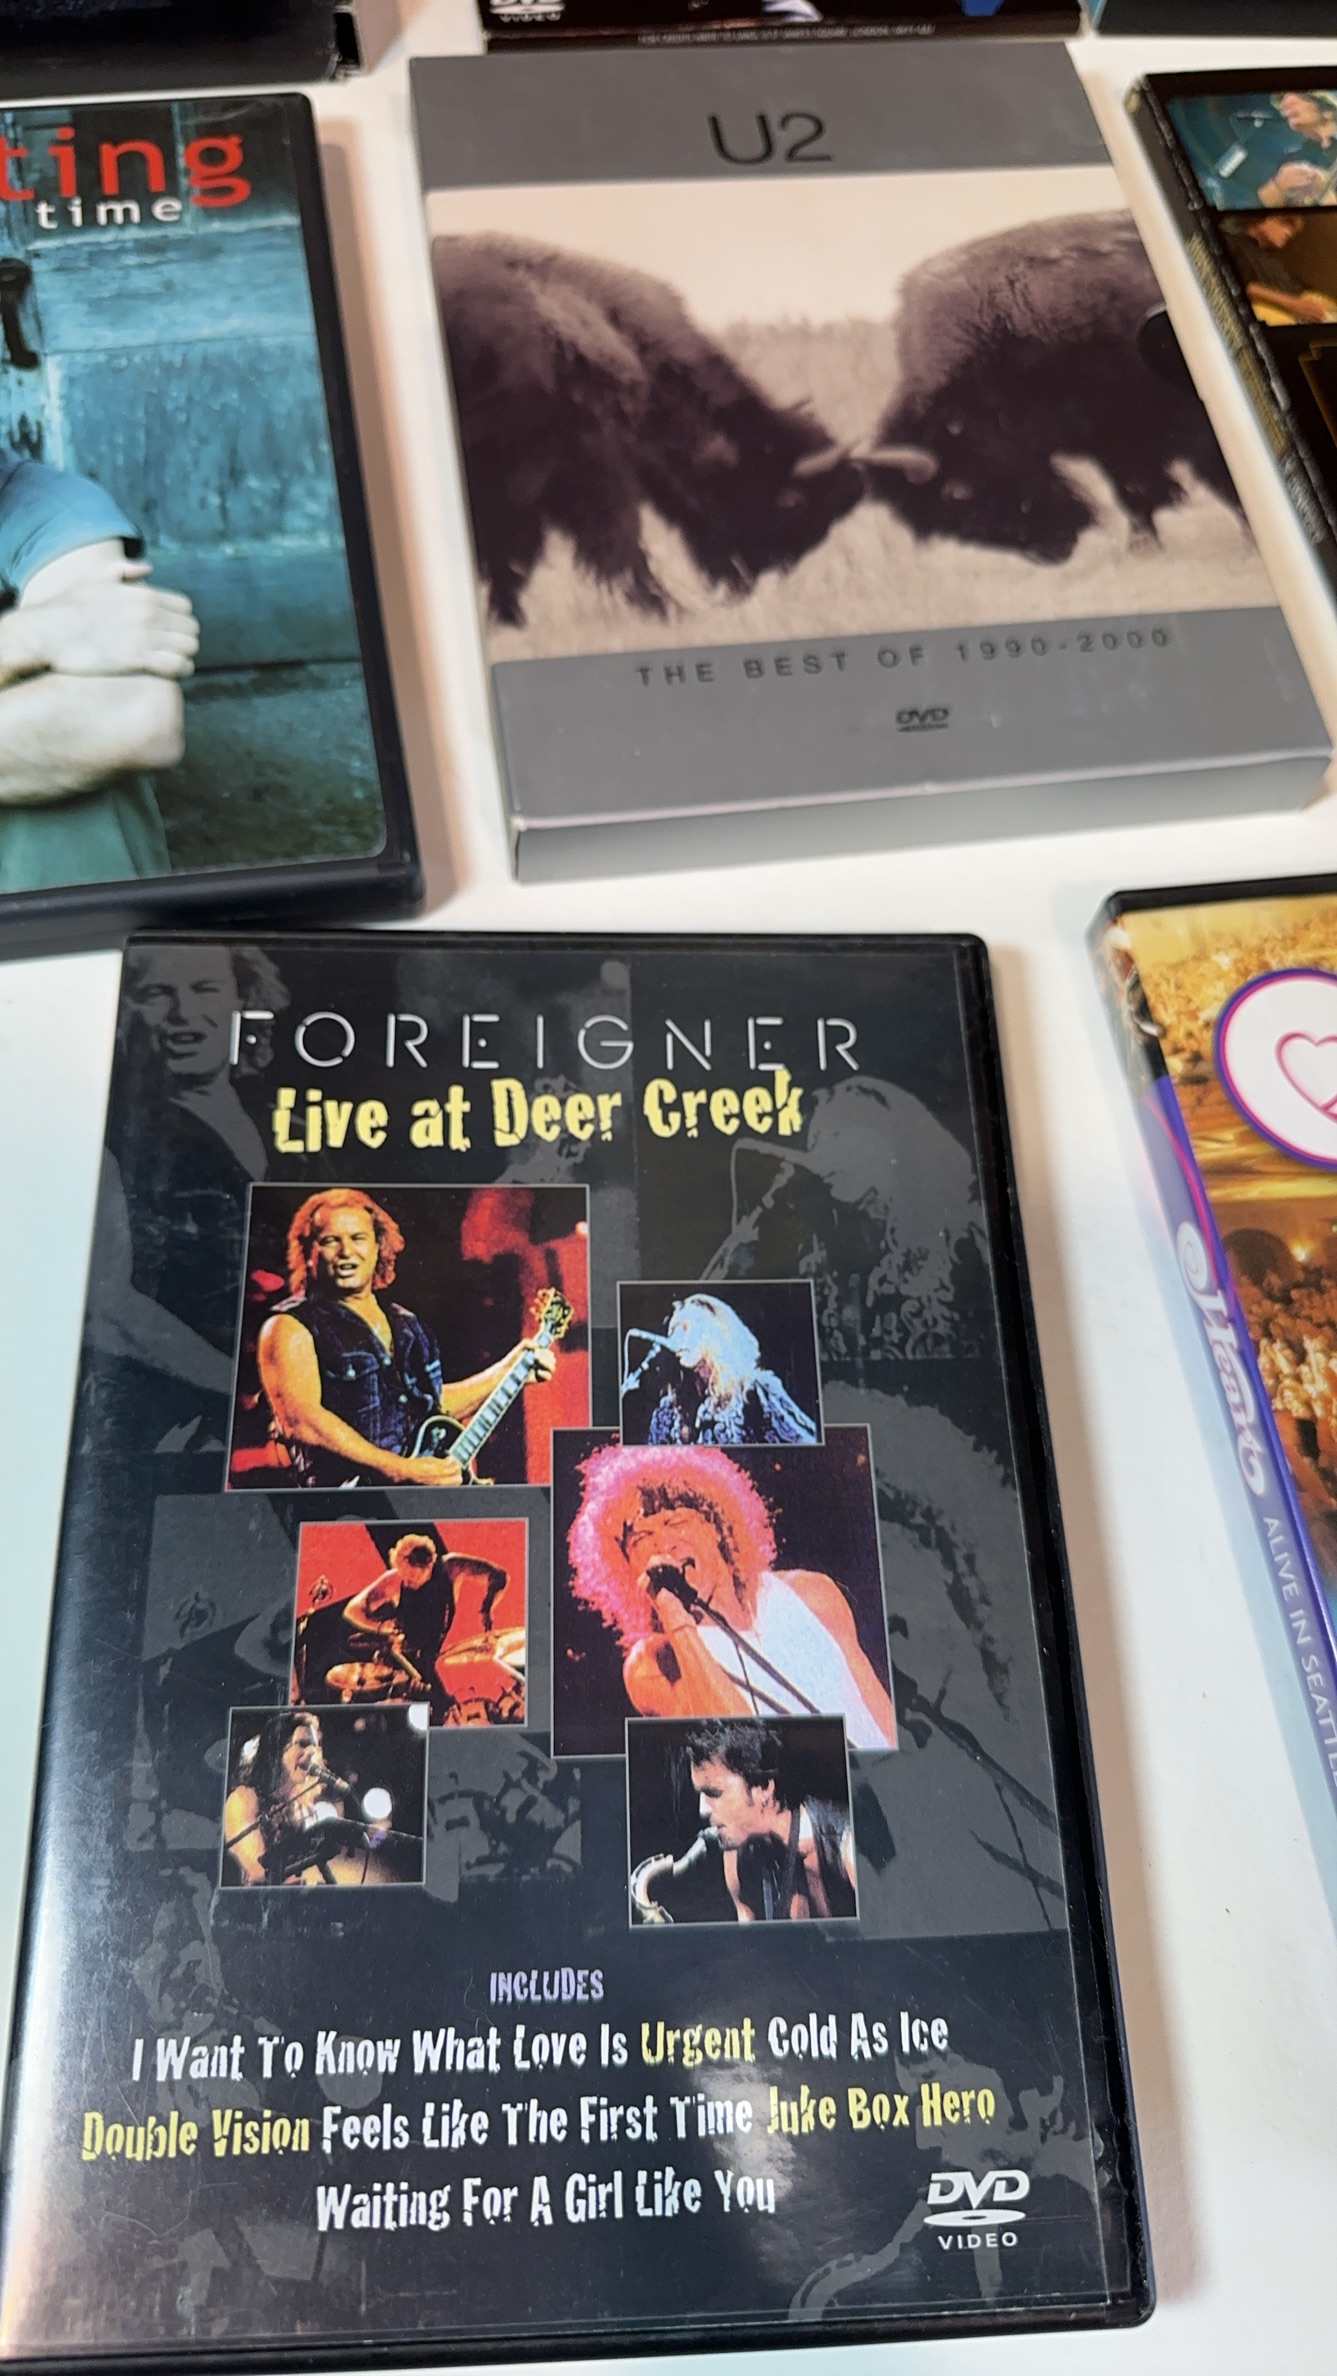 VIDEO
ting
time
U2
THE BEST OF 1990-2000
DVD
FOREIGNER
Live at Deer Creek
INCLUDES
I Want To Know What Love Is Urgent Cold As Ice
Double Vision Feels Like The First Time Juke Box Hero
Waiting For A Girl Like You
DVD
VIDEO
Heart ALIVE IN SEATTLE